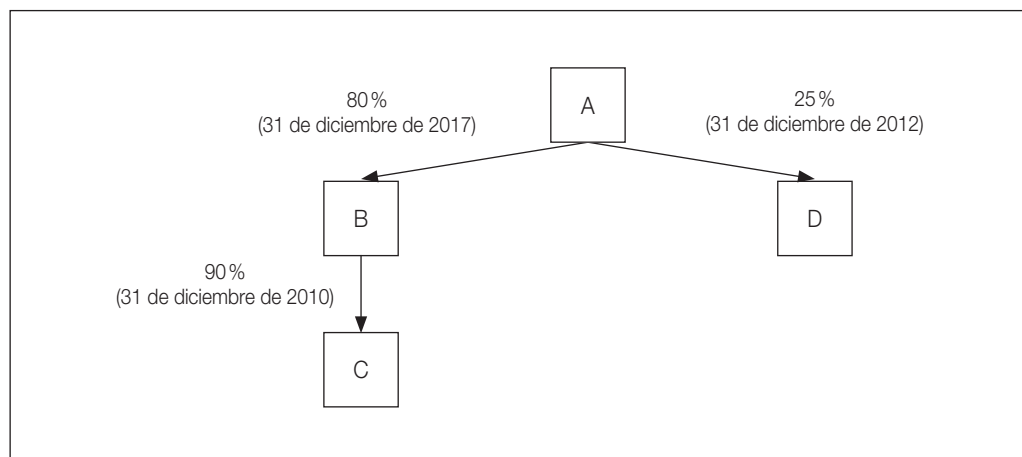 A
80 %
(31 de diciembre de 2017)
25 %
(31 de diciembre de 2012)
B
D
90 %
(31 de diciembre de 2010)
C